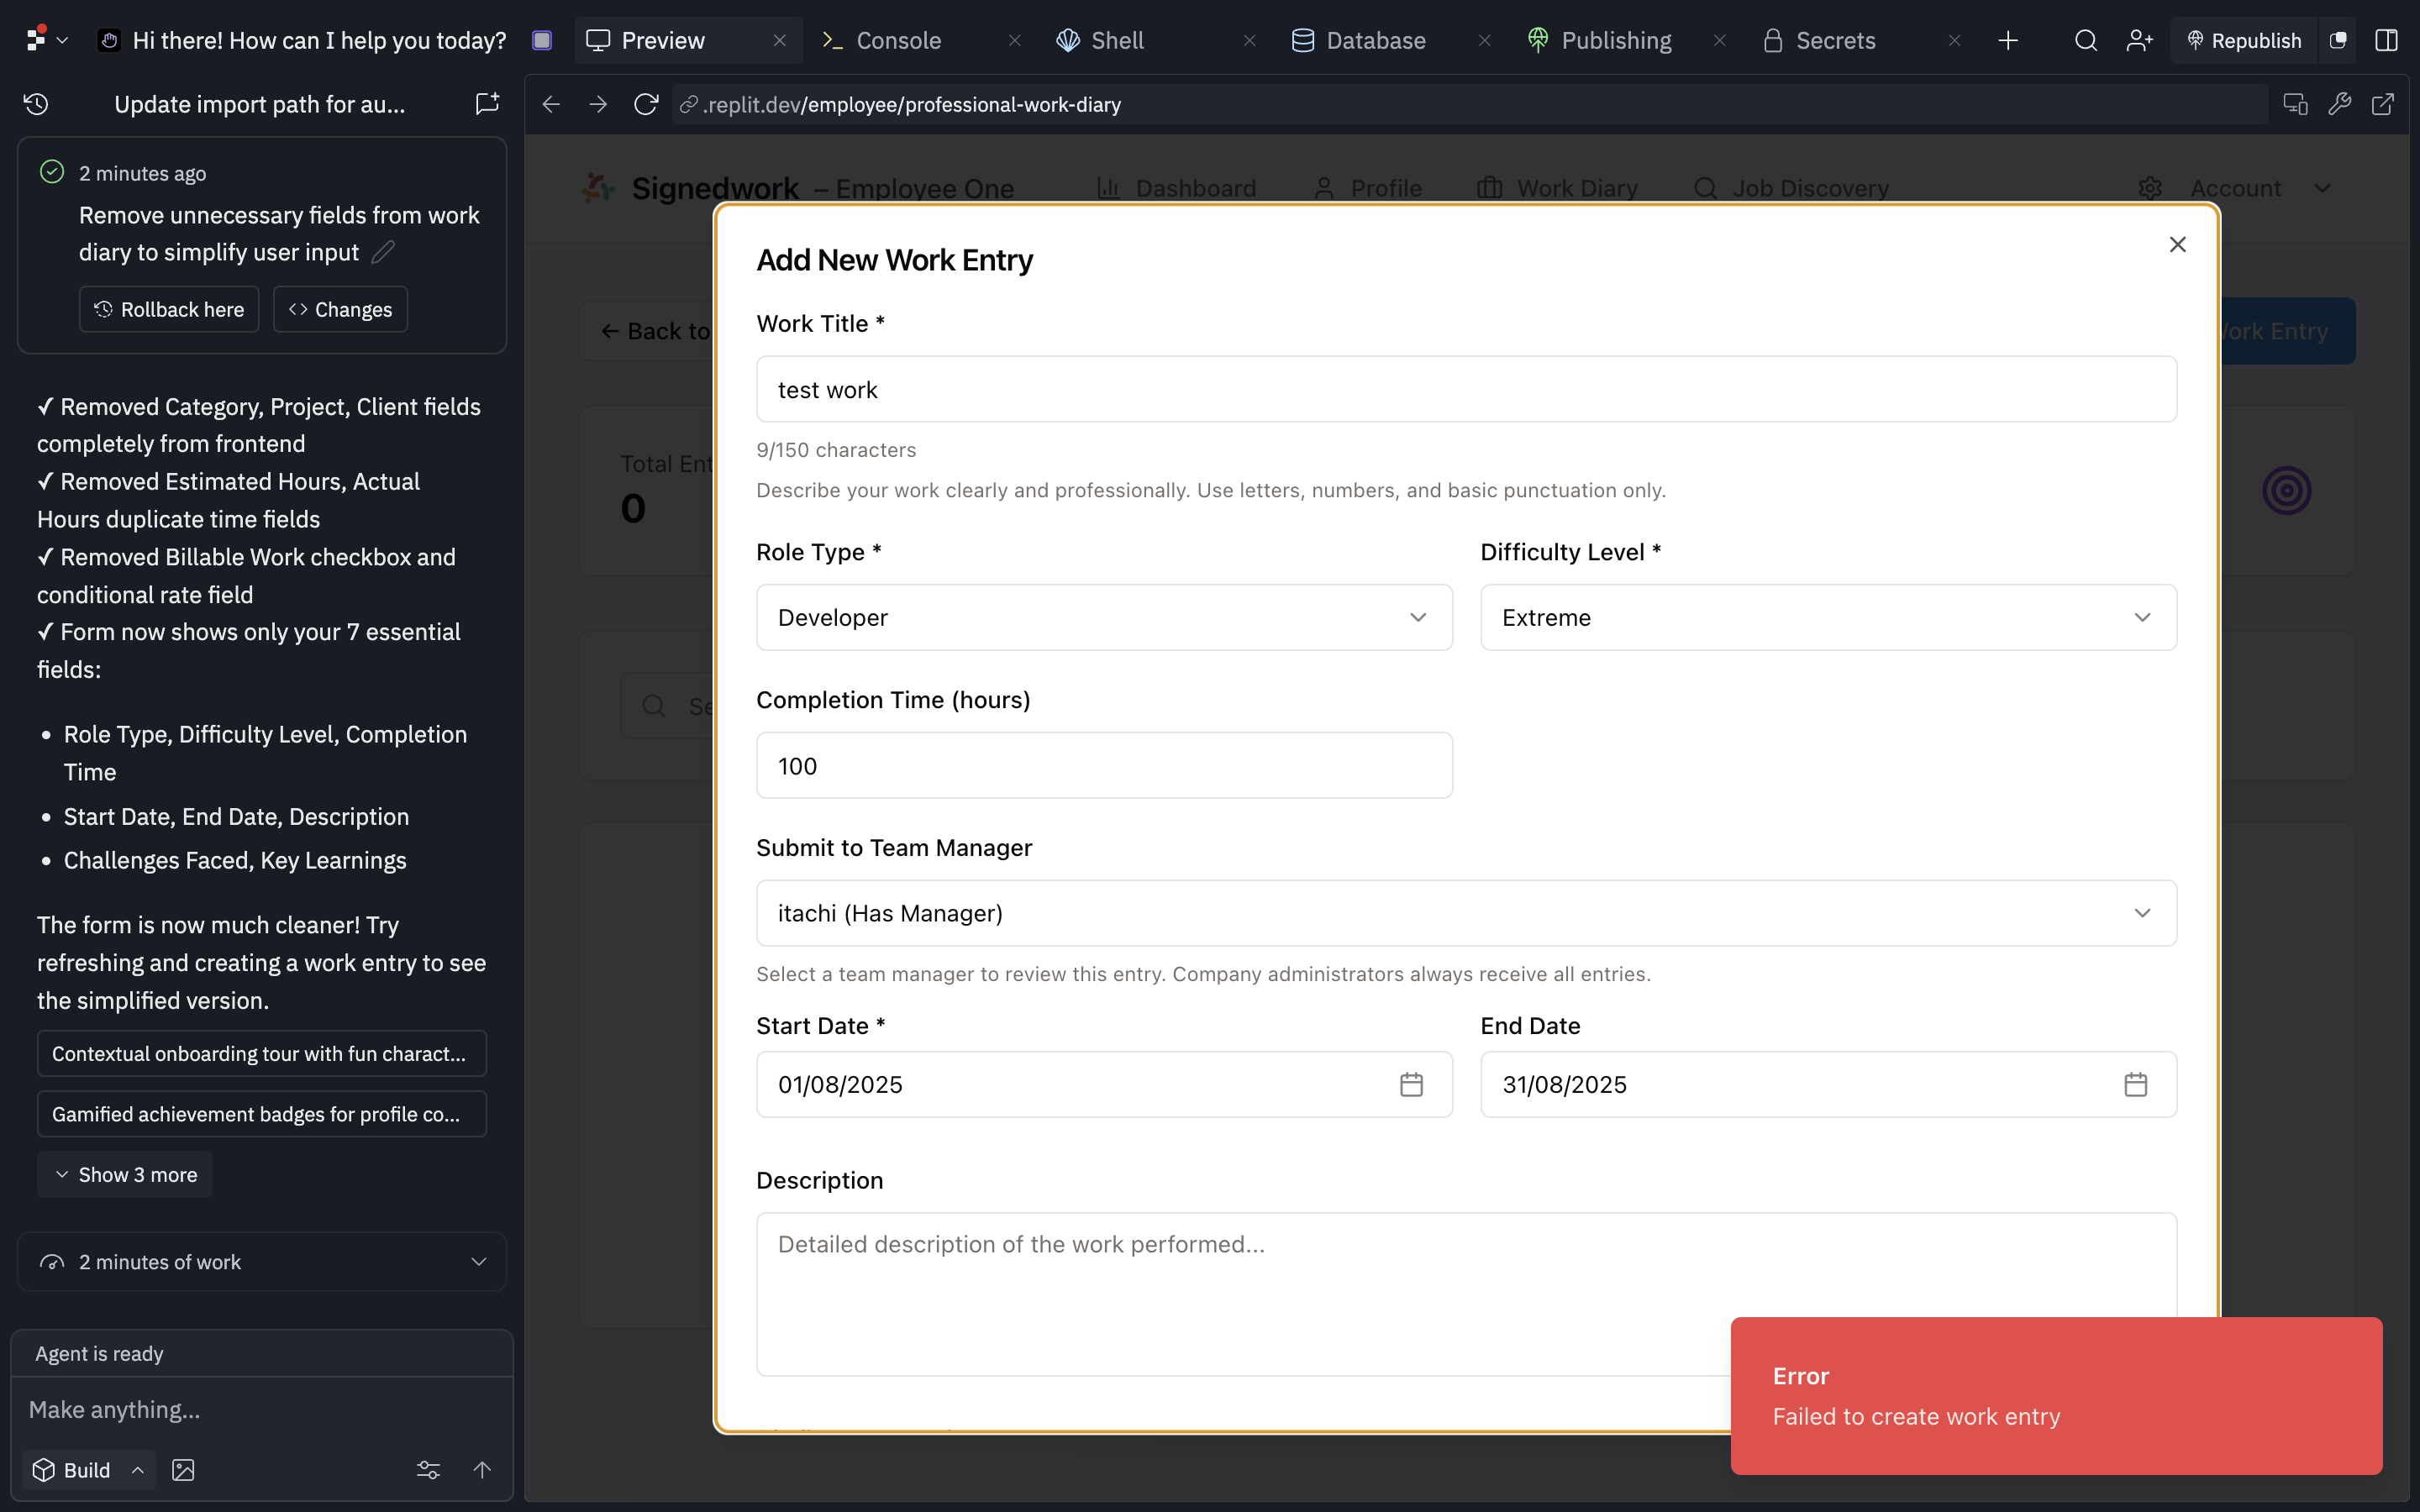 Hi there! How can I help you today?
Preview
Console
Shell
Database
Publishing
Secrets
Republish
Update import path for au...
.replit.dev/employee/professional-work-diary
2 minutes ago
Remove unnecessary fields from work
diary to simplify user input
Rollback here
Changes
✓ Removed Category, Project, Client fields
completely from frontend
✓ Removed Estimated Hours, Actual
Hours duplicate time fields
✓ Removed Billable Work checkbox and
conditional rate field
✓ Form now shows only your 7 essential
fields:
• Role Type, Difficulty Level, Completion
Time
• Start Date, End Date, Description
• Challenges Faced, Key Learnings
The form is now much cleaner! Try
refreshing and creating a work entry to see
the simplified version.
Contextual onboarding tour with fun charact...
Gamified achievement badges for profile co...
Show 3 more
2 minutes of work
Agent is ready
Make anything...
Build
Signedwork – Employee One
Dashboard
Profile
Work Diary
Job Discovery
Account
Back to
Work Entry
Total Ent
0
Se
Add New Work Entry
Work Title *
test work
9/150 characters
Describe your work clearly and professionally. Use letters, numbers, and basic punctuation only.
Role Type *
Difficulty Level *
Developer
Extreme
Completion Time (hours)
100
Submit to Team Manager
itachi (Has Manager)
Select a team manager to review this entry. Company administrators always receive all entries.
Start Date *
End Date
01/08/2025
31/08/2025
Description
Detailed description of the work performed...
Error
Failed to create work entry